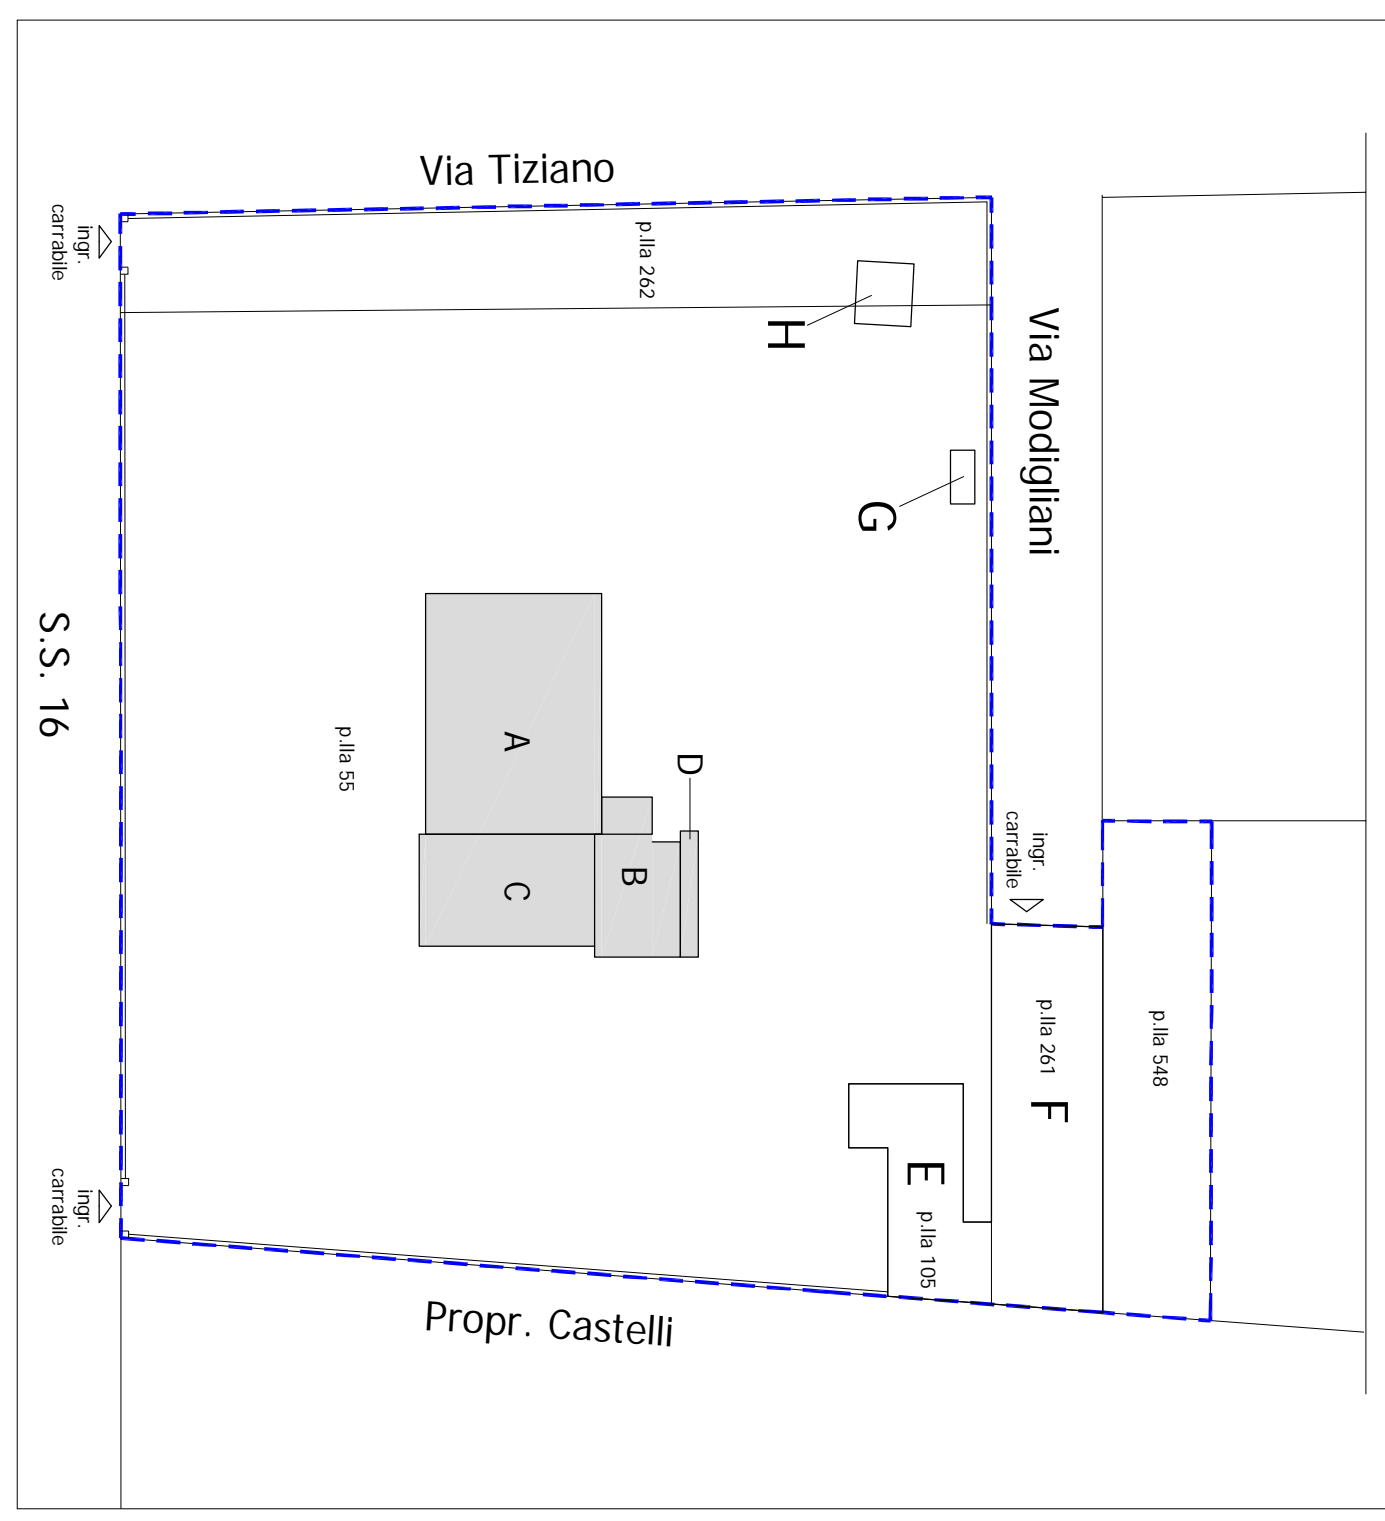 Via Tiziano
ingr.
carrabile
p.lla 262
H
Via Modigliani
G
S.S. 16
p.lla 55
A
D
B
C
ingr.
carrabile
p.lla 261
F
p.lla 548
E
p.lla 105
ingr.
carrabile
Propr. Castelli